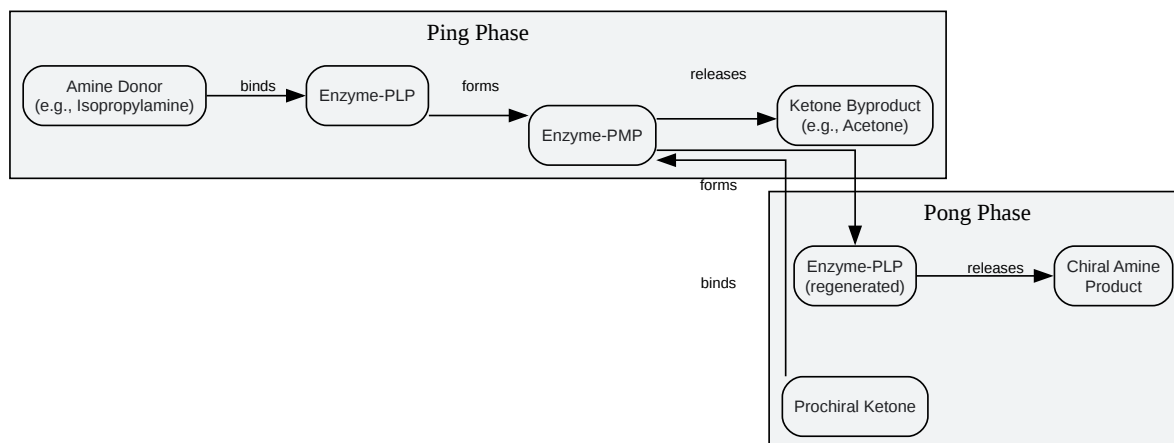 Ping Phase
Amine Donor
(e.g., Isopropylamine)
binds
Enzyme-PLP
forms
Enzyme-PMP
releases
Ketone Byproduct
(e.g., Acetone)
forms
binds
Pong Phase
Enzyme-PLP
(regenerated)
releases
Chiral Amine
Product
Prochiral Ketone